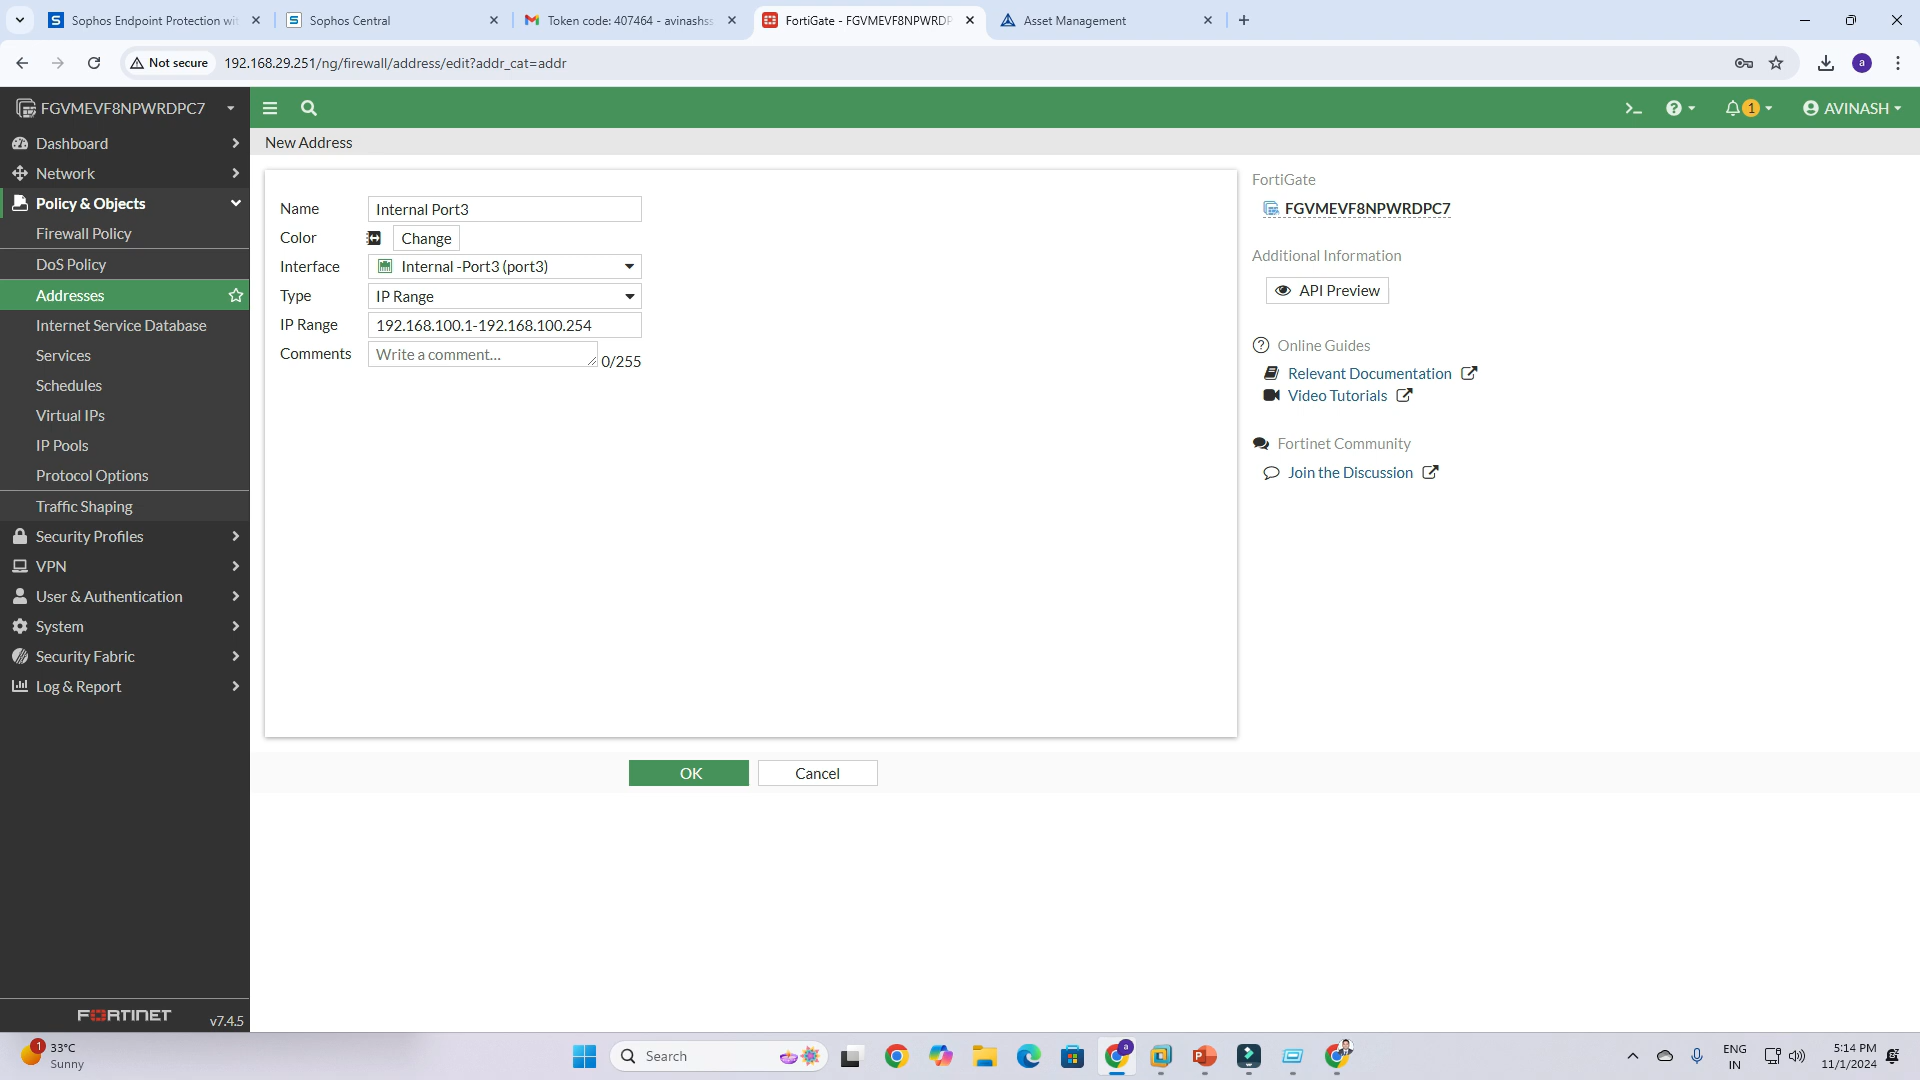 Sophos Endpoint Protection wit
Sophos Central
Token code: 407464 - avinashss
FortiGate - FGVMEVF8NPWRDP
Asset Management
Not secure
192.168.29.251/ng/firewall/address/edit?addr_cat=addr
a
FGVMEVF8NPWRDPC7
1
AVINASH
Dashboard
Network
Policy & Objects
Firewall Policy
DoS Policy
Addresses
Internet Service Database
Services
Schedules
Virtual IPs
IP Pools
Protocol Options
Traffic Shaping
Security Profiles
VPN
User & Authentication
System
Security Fabric
Log & Report
FORTINET
v7.4.5
New Address
Name
Internal Port3
Color
Change
Interface
Internal -Port3 (port3)
Type
IP Range
IP Range
192.168.100.1-192.168.100.254
Comments
Write a comment...
0/255
OK
Cancel
FortiGate
FGVMEVF8NPWRDPC7
Additional Information
API Preview
Online Guides
Relevant Documentation
Video Tutorials
Fortinet Community
Join the Discussion
1
33°C
Sunny
Search
a
ENG
IN
5:14 PM
11/1/2024